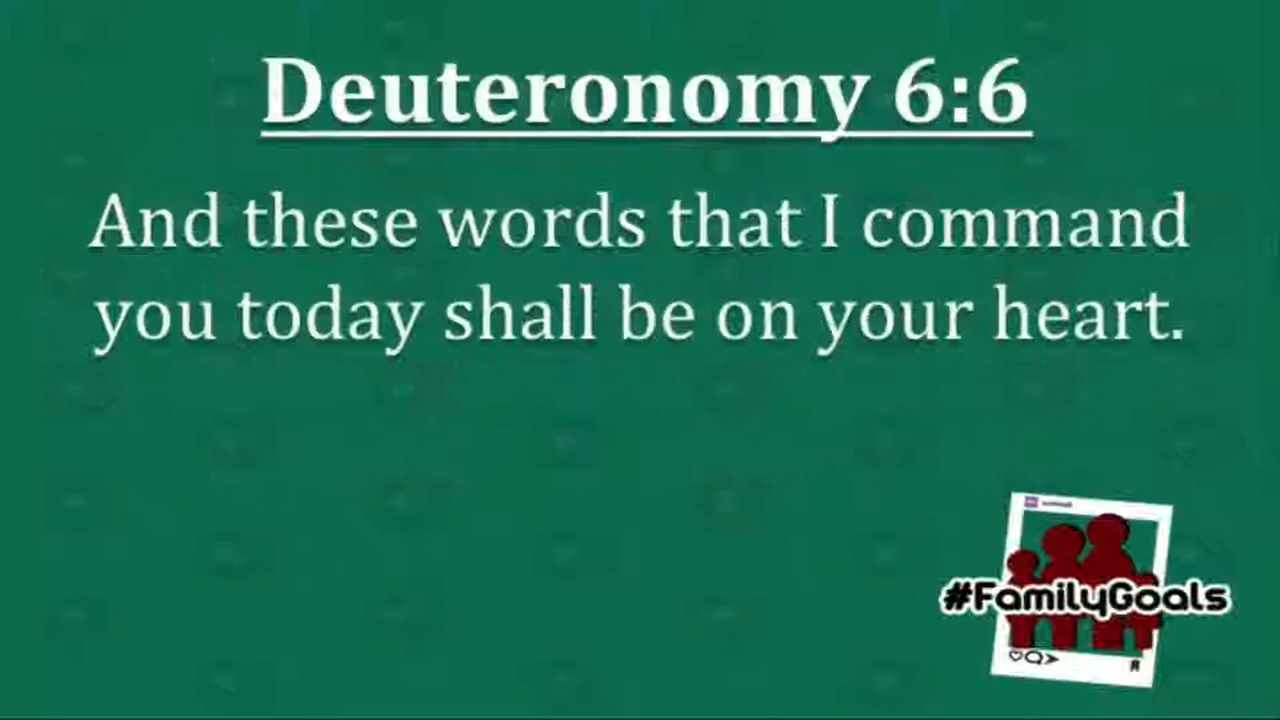 Deuteronomy 6:6
And these words that I command
you today shall be on your heart.
#FamilyGoals